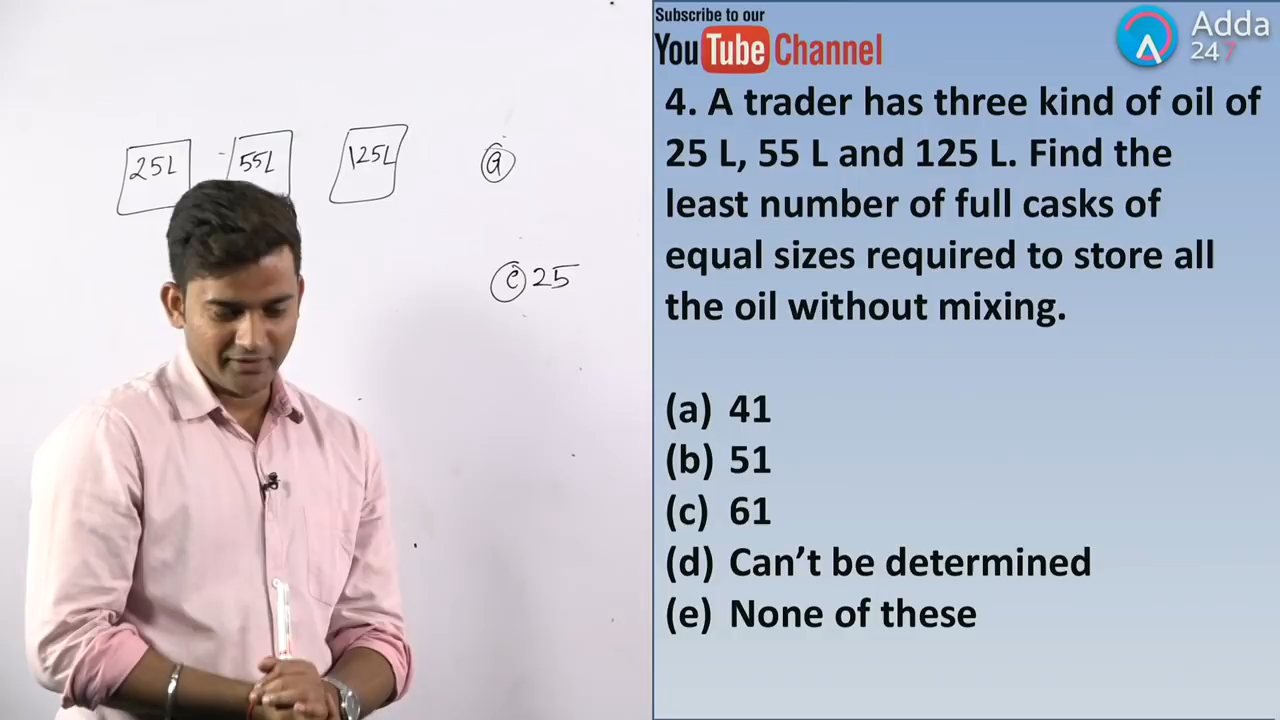 25L 55L 125L a
e 25
Subscribe to our
YouTube Channel
Adda
247
4. A trader has three kind of oil of
25 L, 55 L and 125 L. Find the
least number of full casks of
equal sizes required to store all
the oil without mixing.
(a) 41
(b) 51
(c) 61
(d) Can’t be determined
(e) None of these